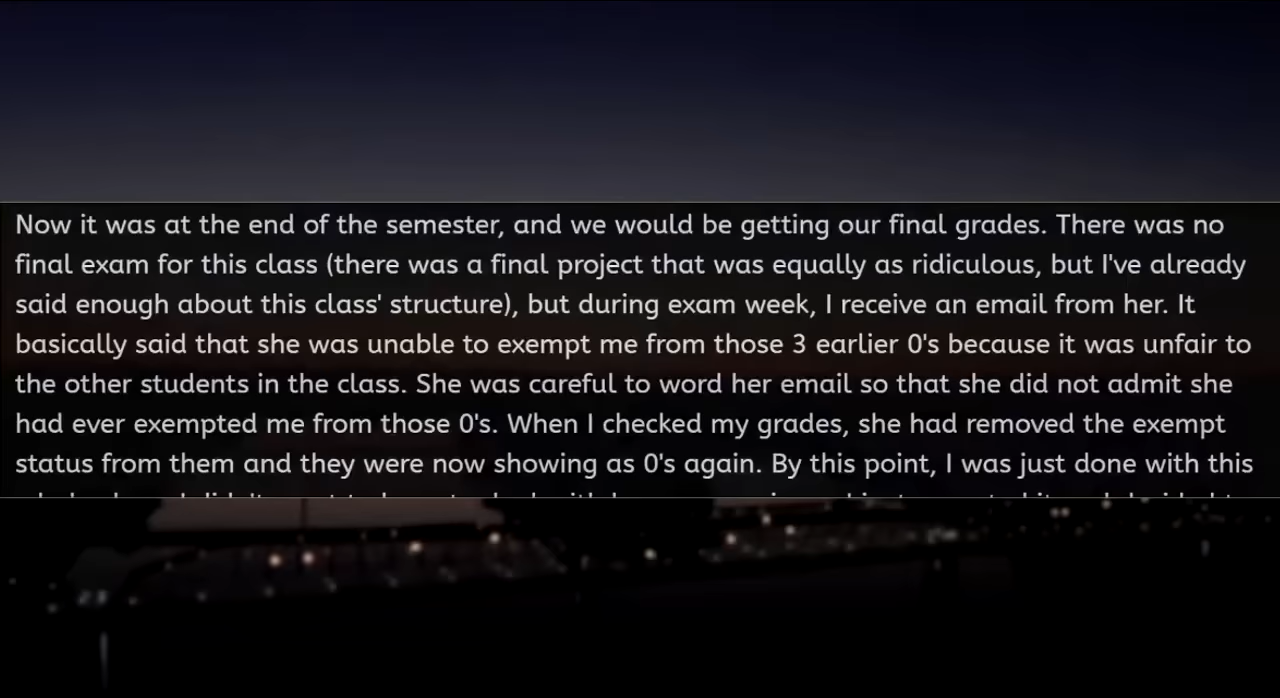 Now it was at the end of the semester, and we would be getting our final grades. There was no
final exam for this class (there was a final project that was equally as ridiculous, but I've already
said enough about this class' structure), but during exam week, I receive an email from her. It
basically said that she was unable to exempt me from those 3 earlier 0's because it was unfair to
the other students in the class. She was careful to word her email so that she did not admit she
had ever exempted me from those 0's. When I checked my grades, she had removed the exempt
status from them and they were now showing as 0's again. By this point, I was just done with this